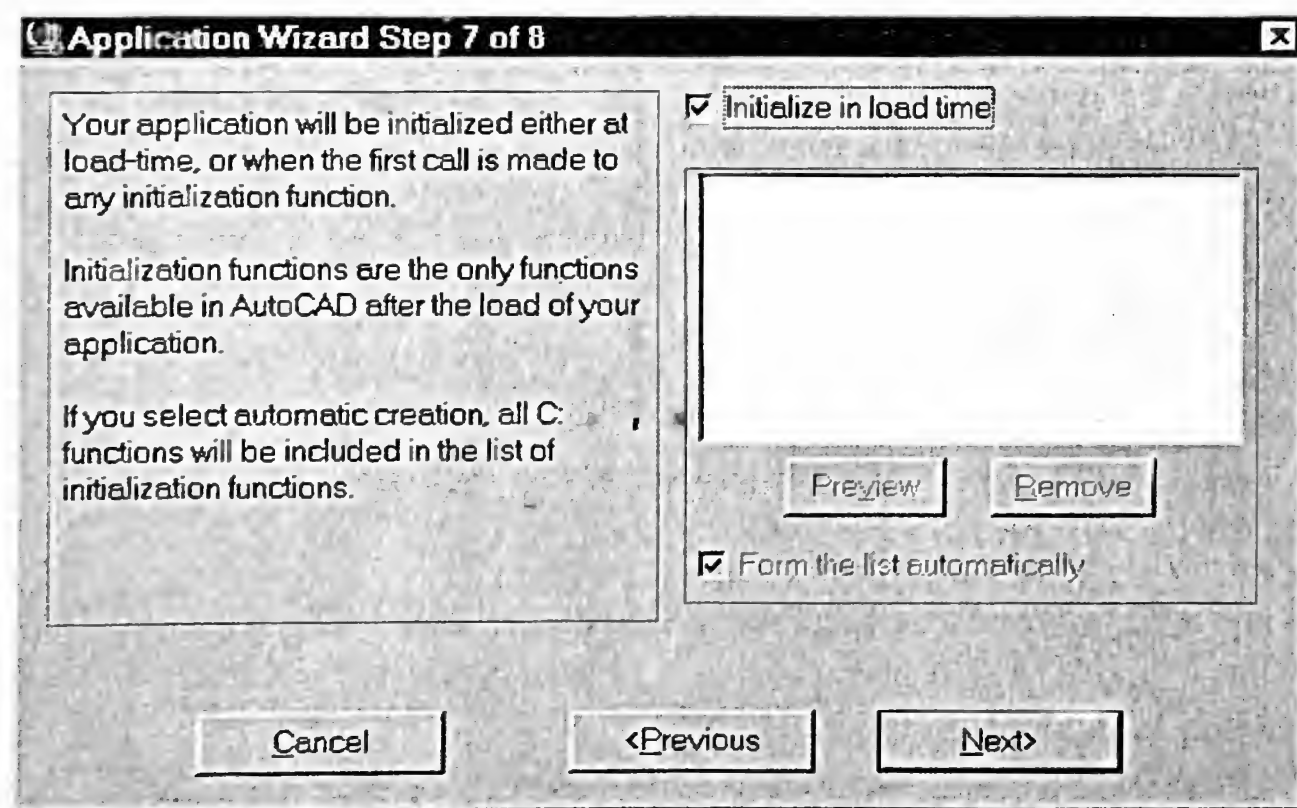 Application Wizard Step 7 of 8
Your application will be initialized either at
load-time, or when the first call is made to
any initialization function.
Initialization functions are the only functions
available in AutoCAD after the load of your
application.
If you select automatic creation, all C:
functions will be included in the list of
initialization functions.
Initialize in load time
Preview
Remove
Form the list automatically
Cancel
<Previous
Next>